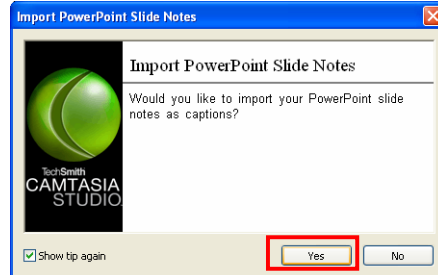 Import PowerPoint Slide Notes
Import PowerPoint Slide Notes
Would you like to import your PowerPoint slide
notes as captions?
TechSmith
CAMTASIA
STUDIO
Show tip again
Yes
No